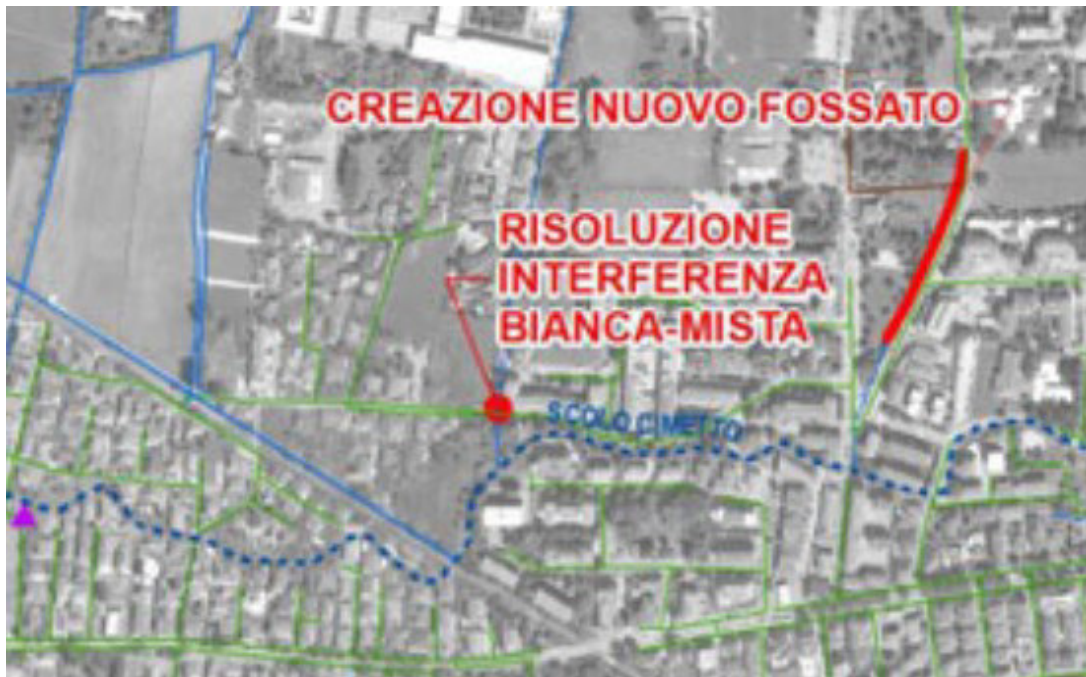 CREAZIONE NUOVO FOSSATO
RISOLUZIONE
INTERFERENZA
BIANCA-MISTA
SCOLO CIMETTO